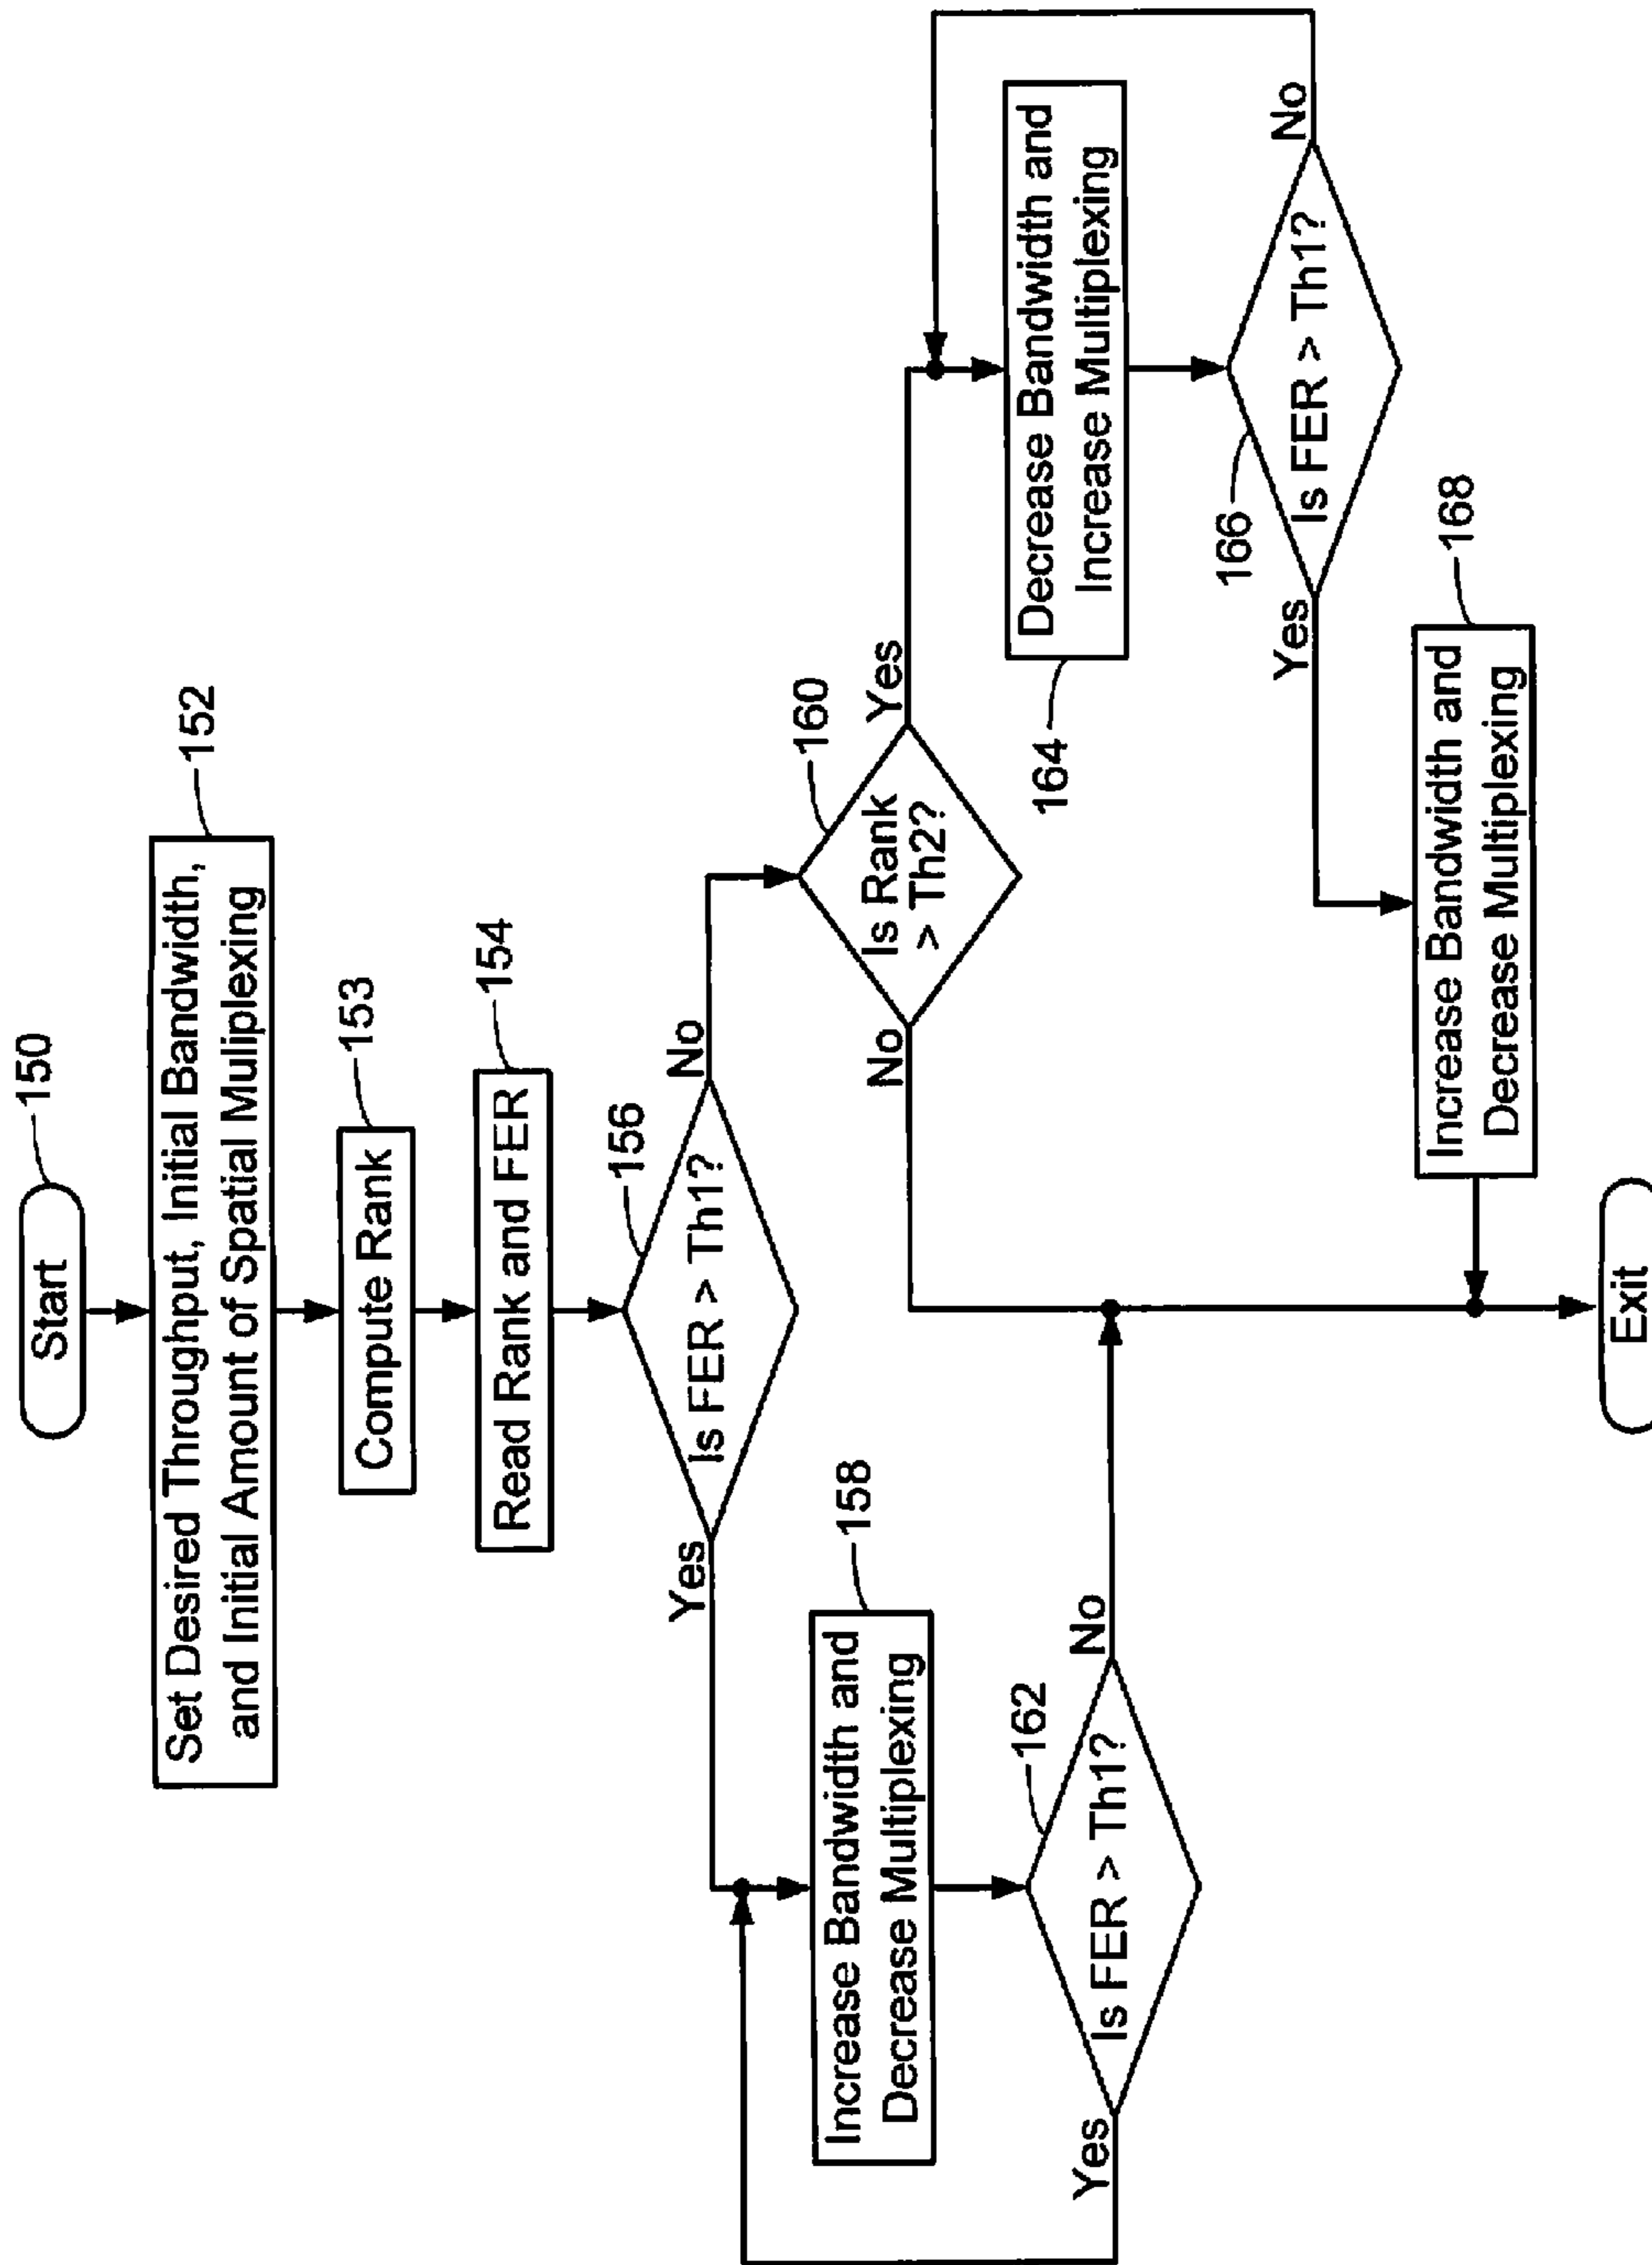 Start
150
Set Desired Throughput, Initial Bandwidth,
and Initial Amount of Spatial Muliplexing
152
Compute Rank
153
Read Rank and FER
154
Is FER > Th1?
156
Yes
No
Increase Bandwidth and
Decrease Multiplexing
158
Is FER > Th1?
162
Yes
No
Is Rank
> Th2?
160
No
Yes
Decrease Bandwidth and
Increase Multiplexing
164
Is FER > Th1?
166
Yes
No
Increase Bandwidth and
Decrease Multiplexing
168
Exit